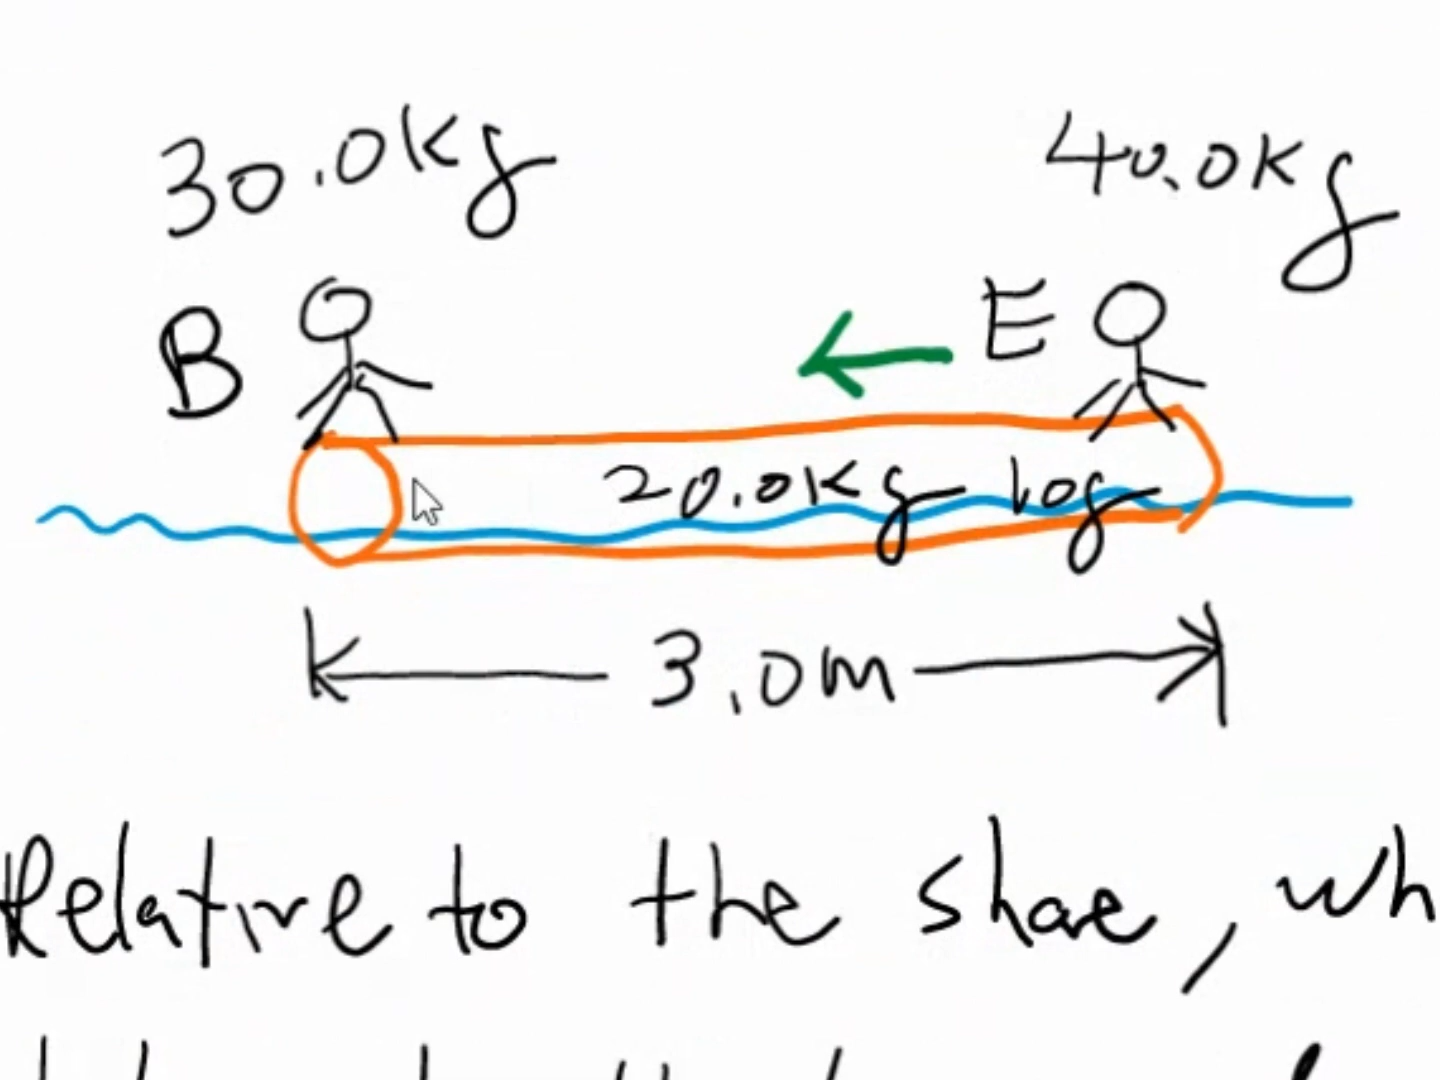 30.0kg 40.0kg
B E
20.0kg log
3.0m
Relative to the shore, wh